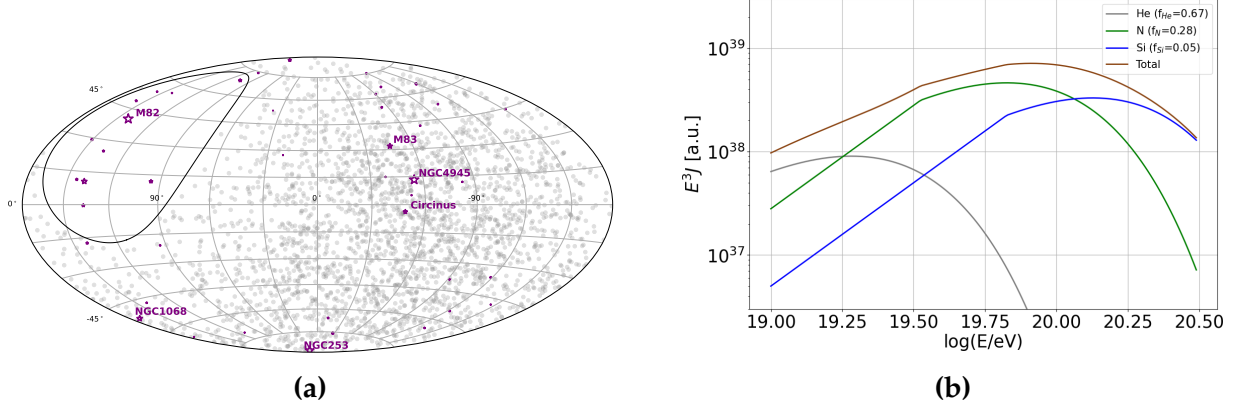 45°
M82
M83
NGC4945
0°
90°
0°
-90°
Circinus
NGC1068
-45°
NGC253
(a)
He (f_He=0.67)
N (f_N=0.28)
Si (f_Si=0.05)
Total
10^39
10^38
10^37
E^3J [a.u.]
19.00 19.25 19.50 19.75 20.00 20.25 20.50
log(E/eV)
(b)